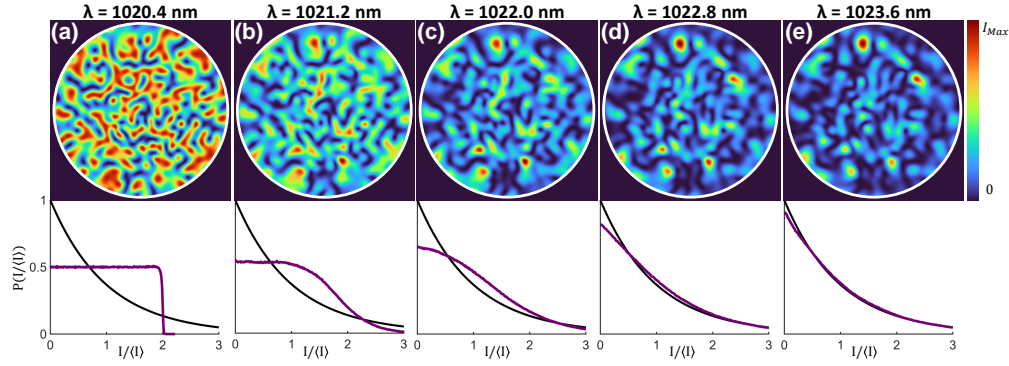 λ = 1020.4 nm
λ = 1021.2 nm
λ = 1022.0 nm
λ = 1022.8 nm
λ = 1023.6 nm
(a)
(b)
(c)
(d)
(e)
I_Max
0
P(I/⟨I⟩)
1
0.5
0
0 1 2 3
0 1 2 3
0 1 2 3
0 1 2 3
0 1 2 3
I/⟨I⟩
I/⟨I⟩
I/⟨I⟩
I/⟨I⟩
I/⟨I⟩